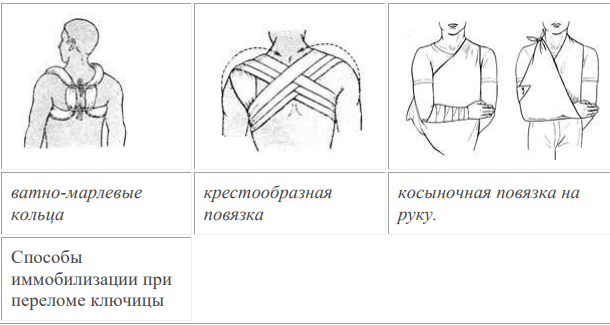 ватно-марлевые
кольца
крестообразная
повязка
косыночная повязка на
руку.
Способы
иммобилизации при
переломе ключицы